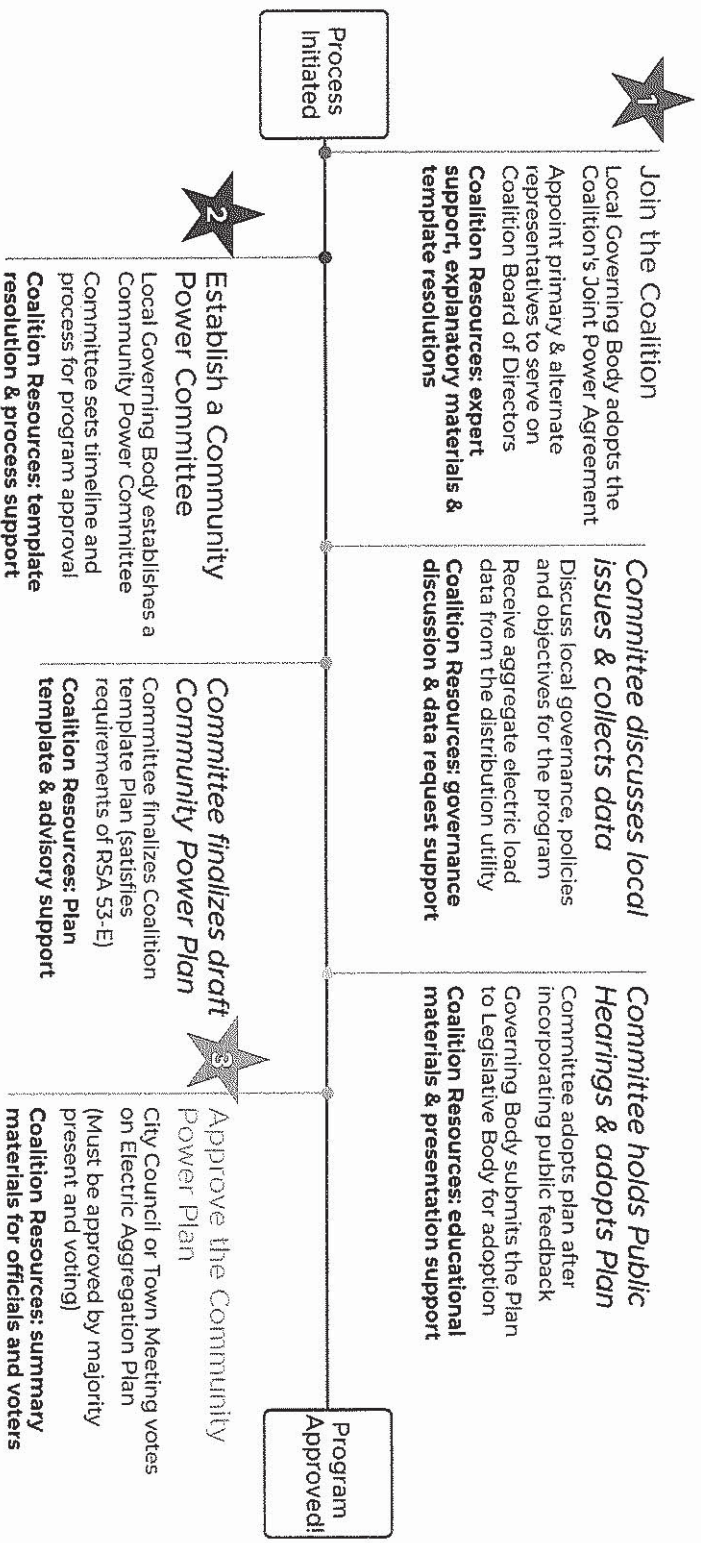 Process
Initiated
1
Join the Coalition
Local Governing Body adopts the
Coalition's Joint Power Agreement
Appoint primary & alternate
representatives to serve on
Coalition Board of Directors
Coalition Resources: expert
support, explanatory materials &
template resolutions
2
Establish a Community
Power Committee
Local Governing Body establishes a
Community Power Committee
Committee sets timeline and
process for program approval
Coalition Resources: template
resolution & process support
Committee discusses local
issues & collects data
Discuss local governance, policies
and objectives for the program
Receive aggregate electric load
data from the distribution utility
Coalition Resources: governance
discussion & data request support
Committee finalizes draft
Community Power Plan
Committee finalizes Coalition
template Plan (satisfies
requirements of RSA 53-E)
Coalition Resources: Plan
template & advisory support
Committee holds Public
Hearings & adopts Plan
Committee adopts plan after
incorporating public feedback
Governing Body submits the Plan
to Legislative Body for adoption
Coalition Resources: educational
materials & presentation support
3
Approve the Community
Power Plan
City Council or Town Meeting votes
on Electric Aggregation Plan
(Must be approved by majority
present and voting)
Coalition Resources: summary
materials for officials and voters
Program
Approved!